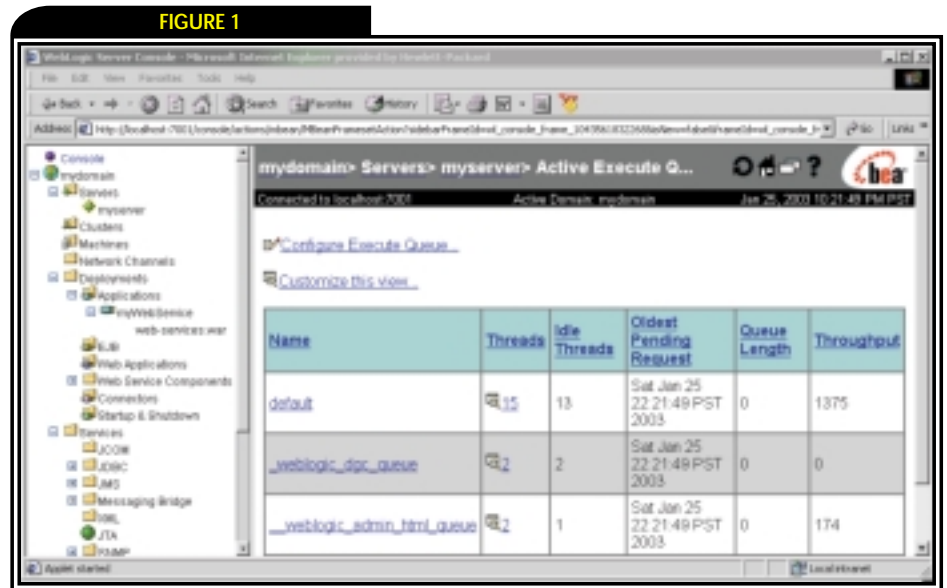 FIGURE 1
WebLogic Server Console - Microsoft Internet Explorer provided by Hewlett-Packard
File Edit View Favorites Tools Help
Back Search Favorites History
Address Go Links
Console
mydomain
Servers
myserver
Clusters
Machines
Network Channels
Deployments
Applications
myWebService
web-services.war
EJB
Web Applications
Web Service Components
Connectors
Startup & Shutdown
Services
JCOM
JDBC
JMS
Messaging Bridge
XML
JTA
SNMP
mydomain> Servers> myserver> Active Execute Q...
? bea
Connected to localhost:7001 Active Domain: mydomain Jan 25, 2003 10:21:49 PM PST
Configure Execute Queue...
Customize this view...
Name Threads Idle Threads Oldest Pending Request Queue Length Throughput
default 15 13 Sat Jan 25 22:21:49 PST 2003 0 1375
_weblogic_dgc_queue 2 2 Sat Jan 25 22:21:49 PST 2003 0 0
__weblogic_admin_html_queue 2 1 Sat Jan 25 22:21:49 PST 2003 0 174
Applet started Local intranet